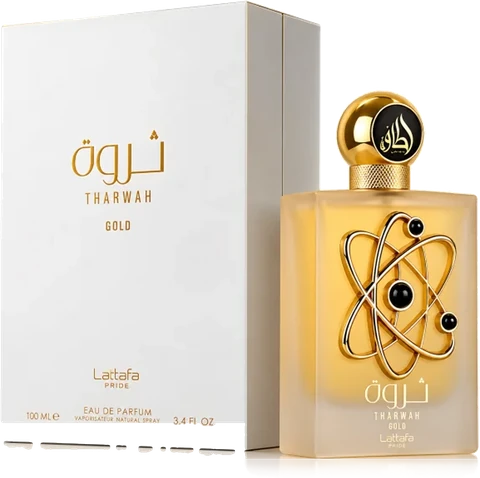 ثروة
THARWAH
GOLD
Lattafa
PRIDE
100 ML℮
EAU DE PARFUM
VAPORISATEUR NATURAL SPRAY
3.4 FL OZ
لطافة
ثروة
THARWAH
GOLD
Lattafa
PRIDE